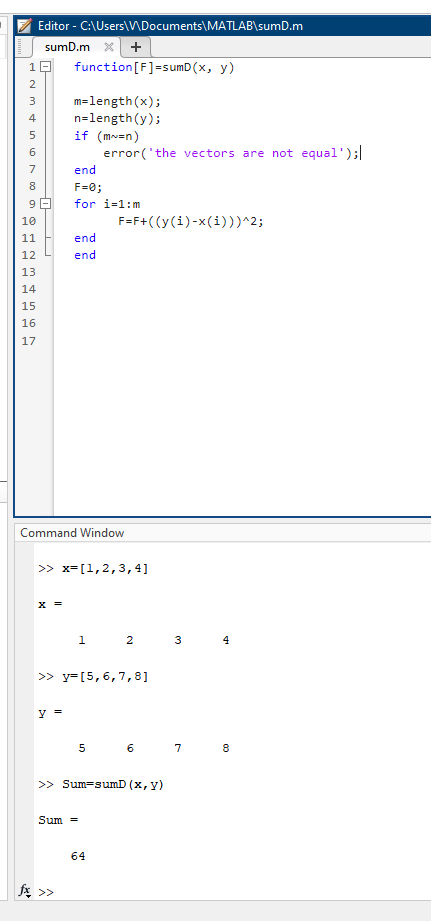 Editor - C:\Users\V\Documents\MATLAB\sumD.m
sumD.m × +
1 function[F]=sumD(x, y)
2
3 m=length(x);
4 n=length(y);
5 if (m~=n)
6 error('the vectors are not equal');
7 end
8 F=0;
9 for i=1:m
10 F=F+((y(i)-x(i)))^2;
11 end
12 end
13
14
15
16
17
Command Window
>> x=[1,2,3,4]
x =
1 2 3 4
>> y=[5,6,7,8]
y =
5 6 7 8
>> Sum=sumD(x,y)
Sum =
64
fx >>